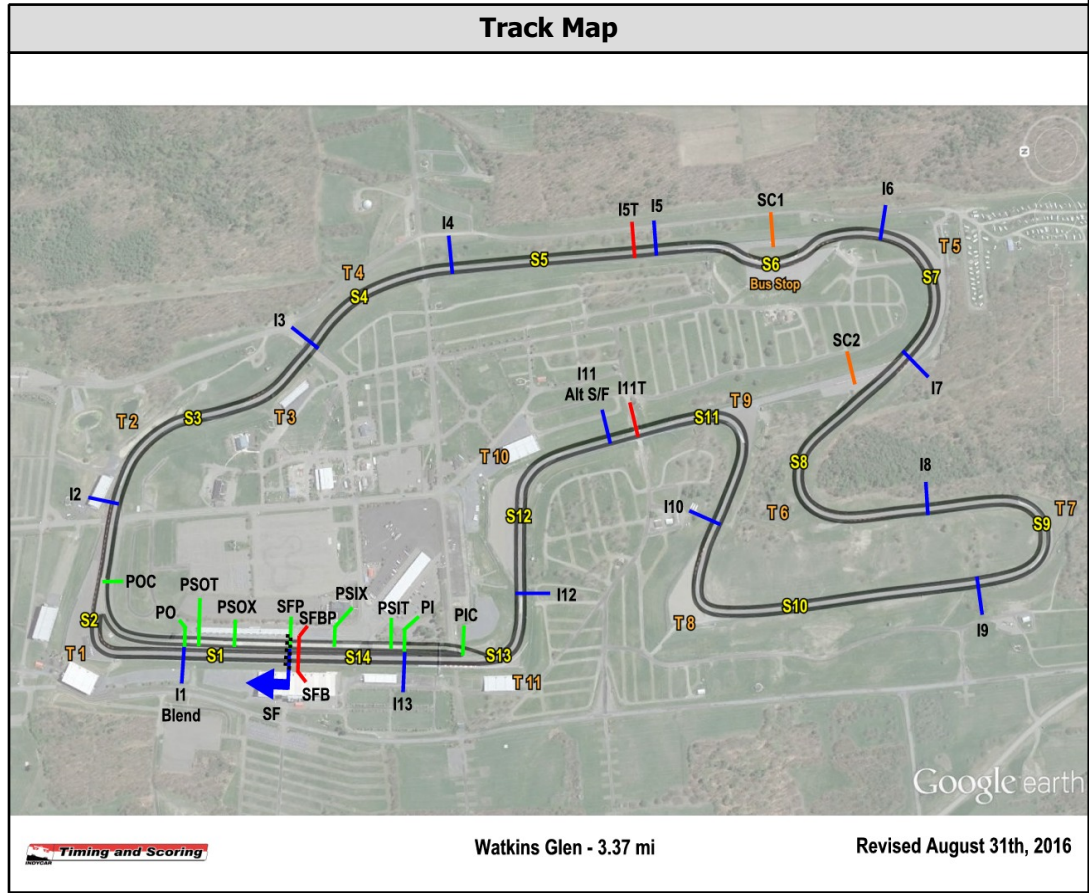 Track Map
N
SC1
I6
I5T
I5
I4
T 5
S5
S6
Bus Stop
S7
T 4
S4
I3
SC2
I7
I11
Alt S/F
I11T
T 9
T 2
S3
T 3
S11
T 10
S8
I8
I2
I10
T 6
T 7
S12
S9
POC
PSOT
PO
PSOX
SFP
SFBP
PSIX
PSIT
PI
PIC
I12
S2
T 8
S10
I9
T 1
S1
S14
S13
T 11
I1
Blend
SF
SFB
I13
Google earth
Timing and Scoring
INDYCAR
Watkins Glen - 3.37 mi
Revised August 31th, 2016